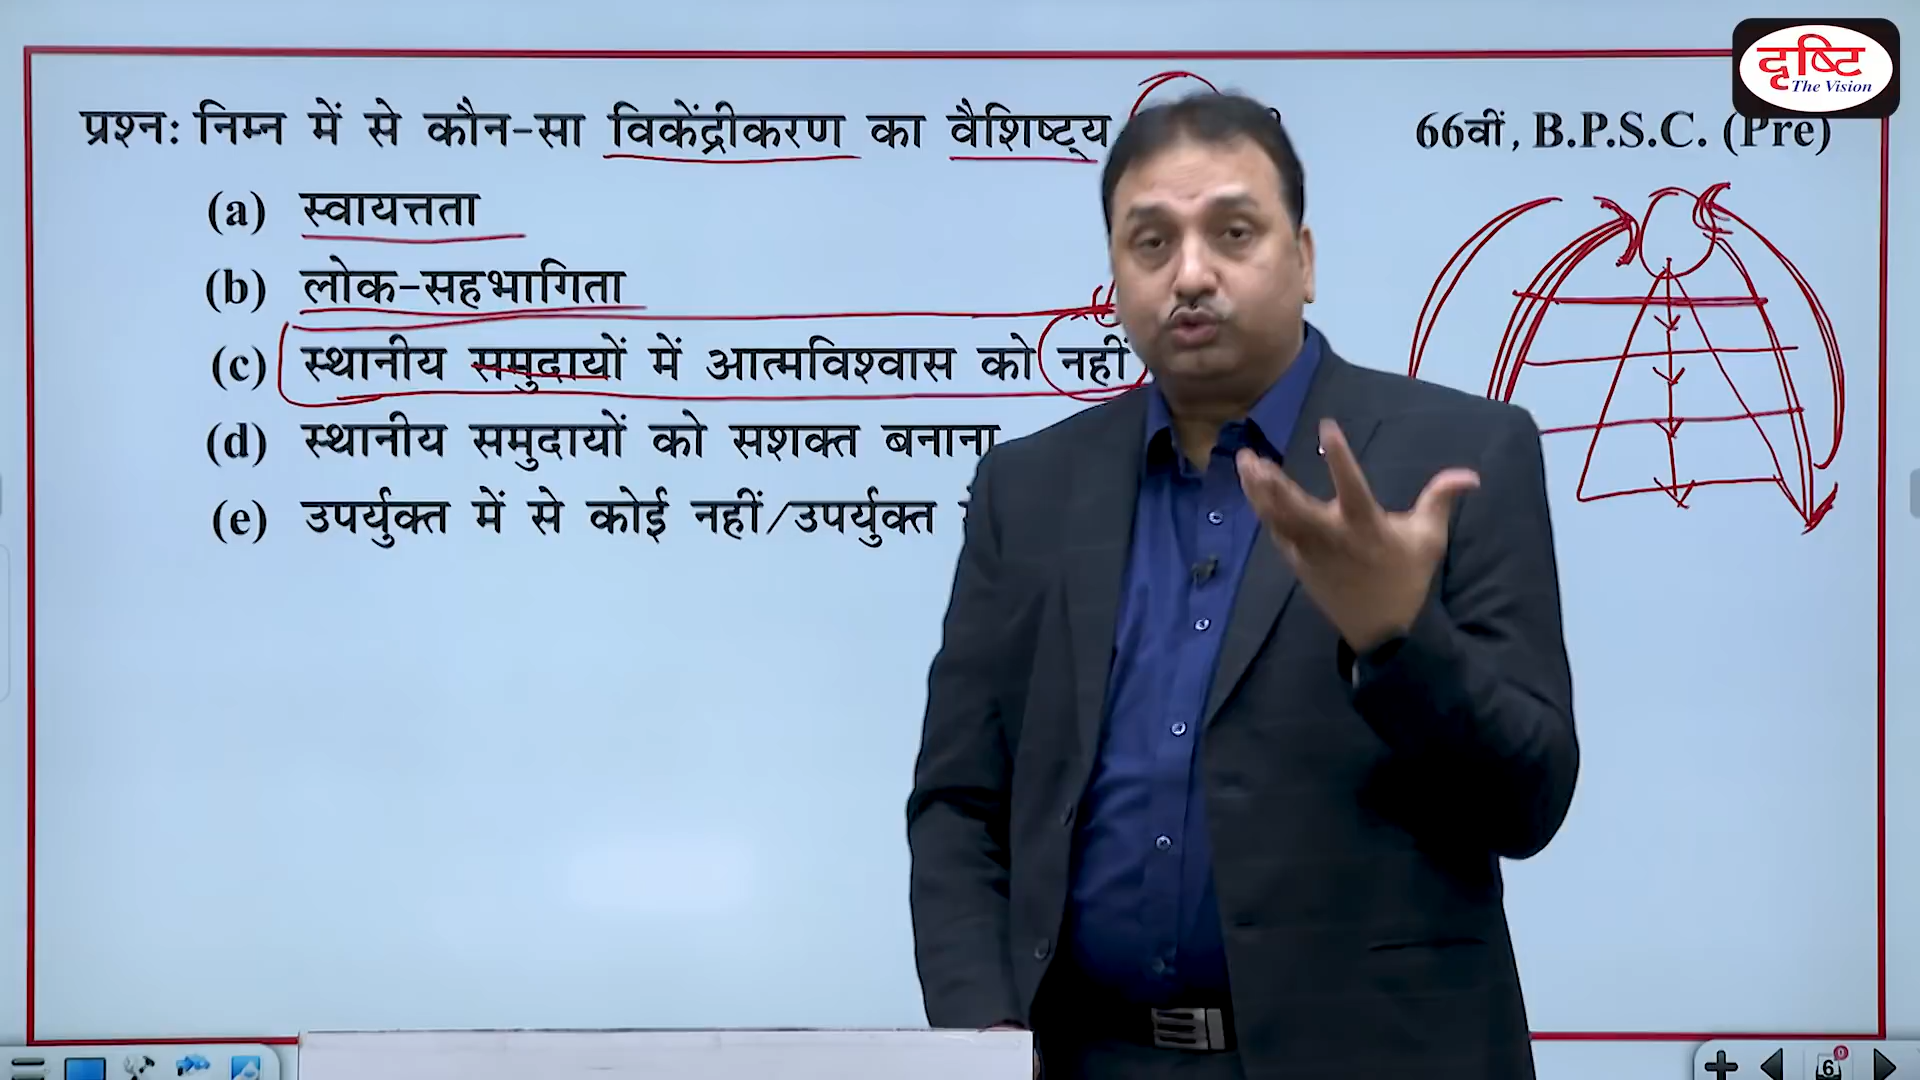 दृष्टि
The Vision
प्रश्न: निम्न में से कौन-सा विकेंद्रीकरण का वैशिष्ट्य
66वीं, B.P.S.C. (Pre)
(a) स्वायत्तता
(b) लोक-सहभागिता
(c) स्थानीय समुदायों में आत्मविश्वास को नहीं
(d) स्थानीय समुदायों को सशक्त बनाना
(e) उपर्युक्त में से कोई नहीं/उपर्युक्त
6
0